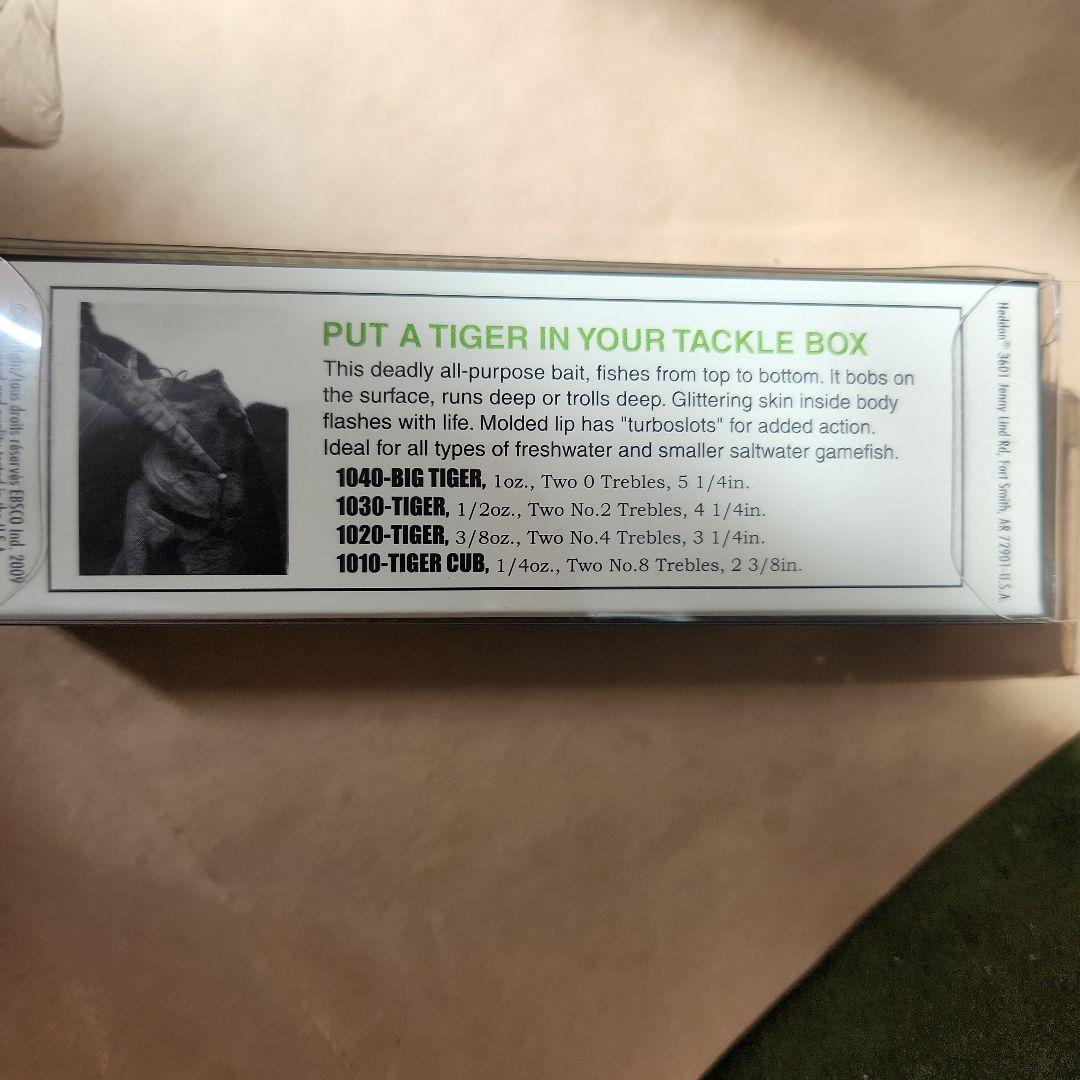 PUT A TIGER IN YOUR TACKLE BOX
This deadly all-purpose bait, fishes from top to bottom. It bobs on
the surface, runs deep or trolls deep. Glittering skin inside body
flashes with life. Molded lip has "turboslots" for added action.
Ideal for all types of freshwater and smaller saltwater gamefish.
1040-BIG TIGER, 1oz., Two 0 Trebles, 5 1/4in.
1030-TIGER, 1/2oz., Two No.2 Trebles, 4 1/4in.
1020-TIGER, 3/8oz., Two No.4 Trebles, 3 1/4in.
1010-TIGER CUB, 1/4oz., Two No.8 Trebles, 2 3/8in.
Heddon® 3601 Jenny Lind Rd, Fort Smith, AR 72901-U.S.A.
droits réservés EBSCO Ind. 2009